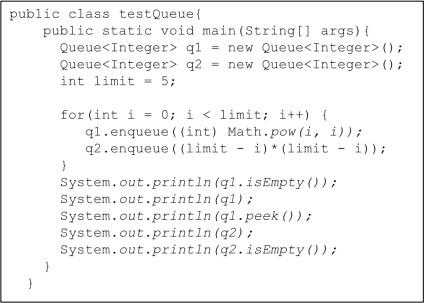 public class testQueue{
public static void main(String[] args){
Queue<Integer> q1 = new Queue<Integer>();
Queue<Integer> q2 = new Queue<Integer>();
int limit = 5;
for(int i = 0; i < limit; i++) {
q1.enqueue((int) Math.pow(i, i));
q2.enqueue((limit - i)*(limit - i));
}
System.out.println(q1.isEmpty());
System.out.println(q1);
System.out.println(q1.peek());
System.out.println(q2);
System.out.println(q2.isEmpty());
}
}